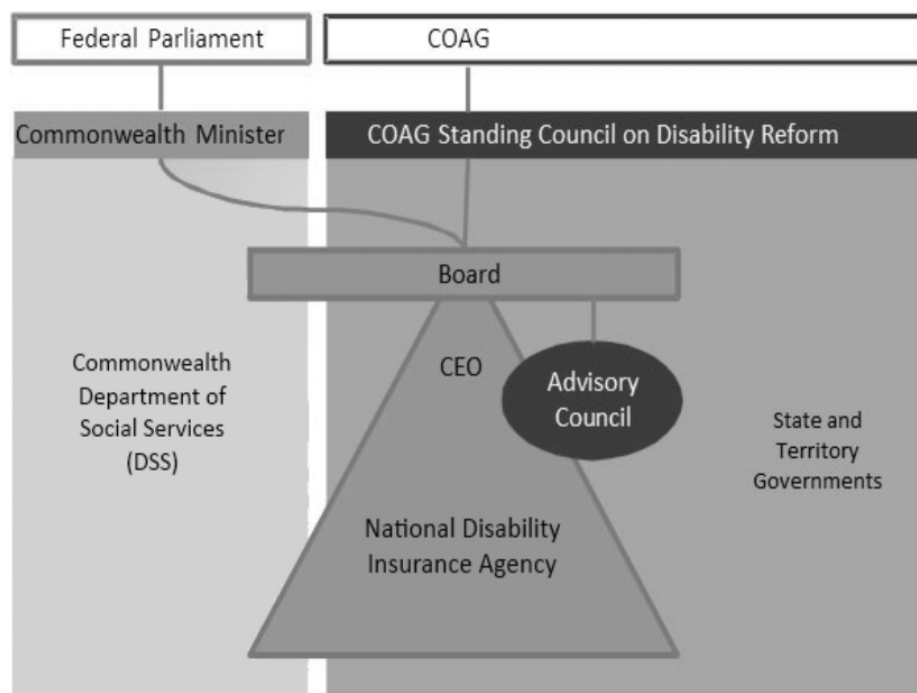 Federal Parliament
COAG
Commonwealth Minister
COAG Standing Council on Disability Reform
Board
CEO
Advisory
Council
Commonwealth
Department of
Social Services
(DSS)
State and
Territory
Governments
National Disability
Insurance Agency